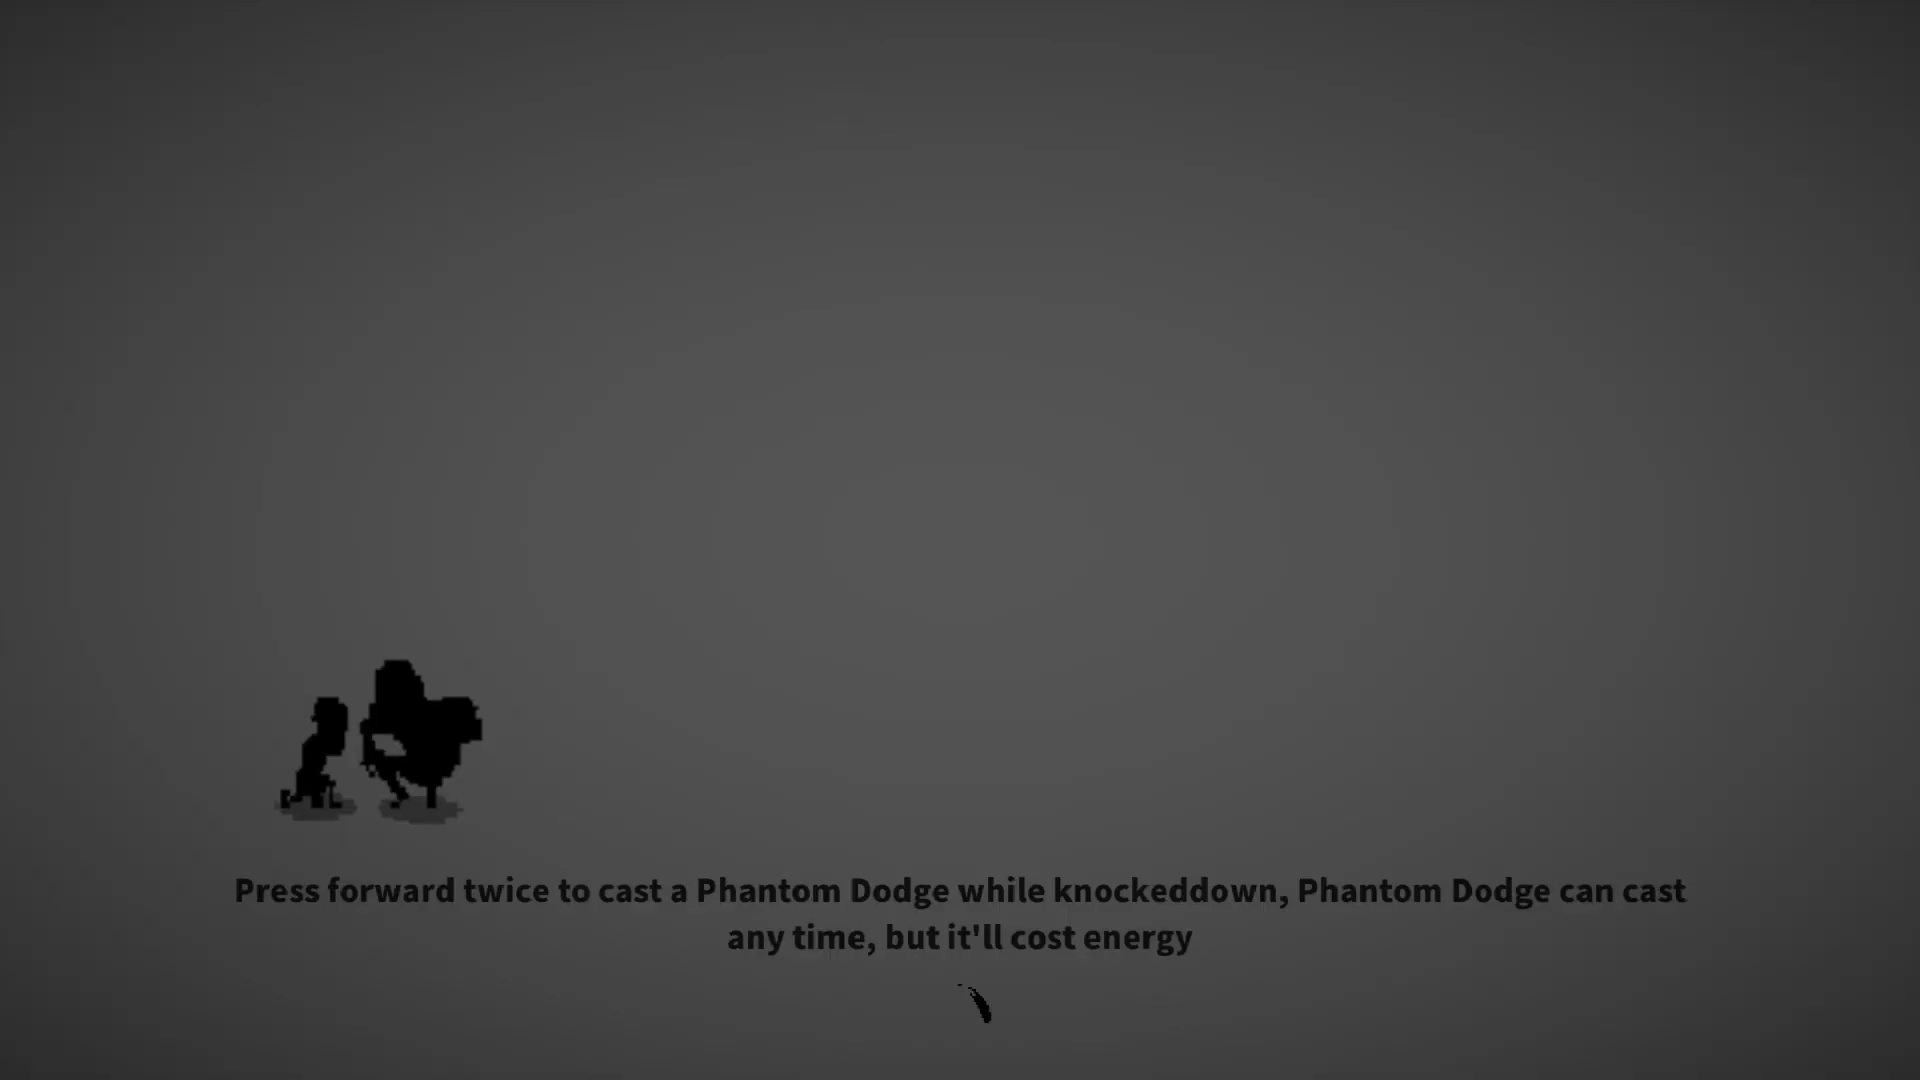 Press forward twice to cast a Phantom Dodge while knockeddown, Phantom Dodge can cast
any time, but it'll cost energy